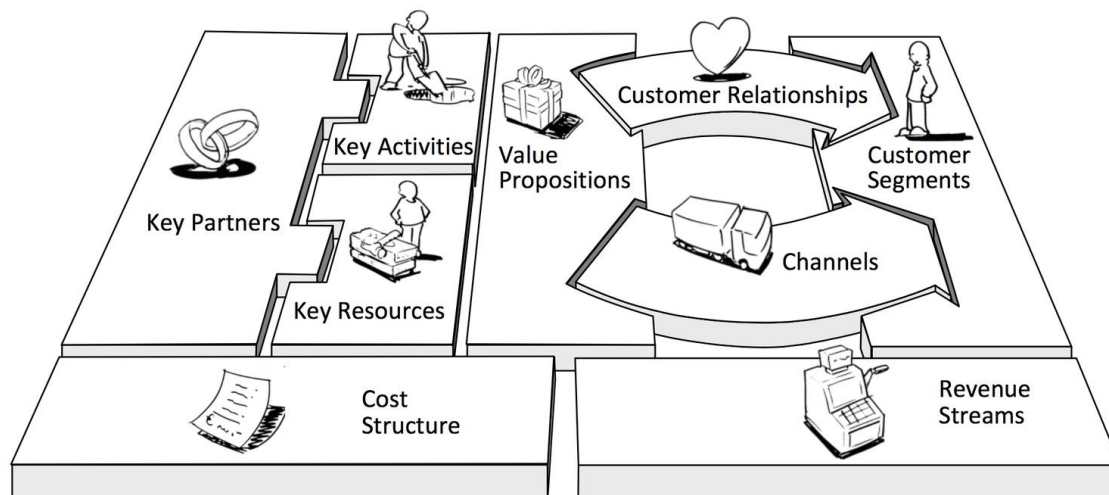 Key Partners
Key Activities
Key Resources
Value
Propositions
Customer Relationships
Channels
Customer
Segments
Cost
Structure
Revenue
Streams